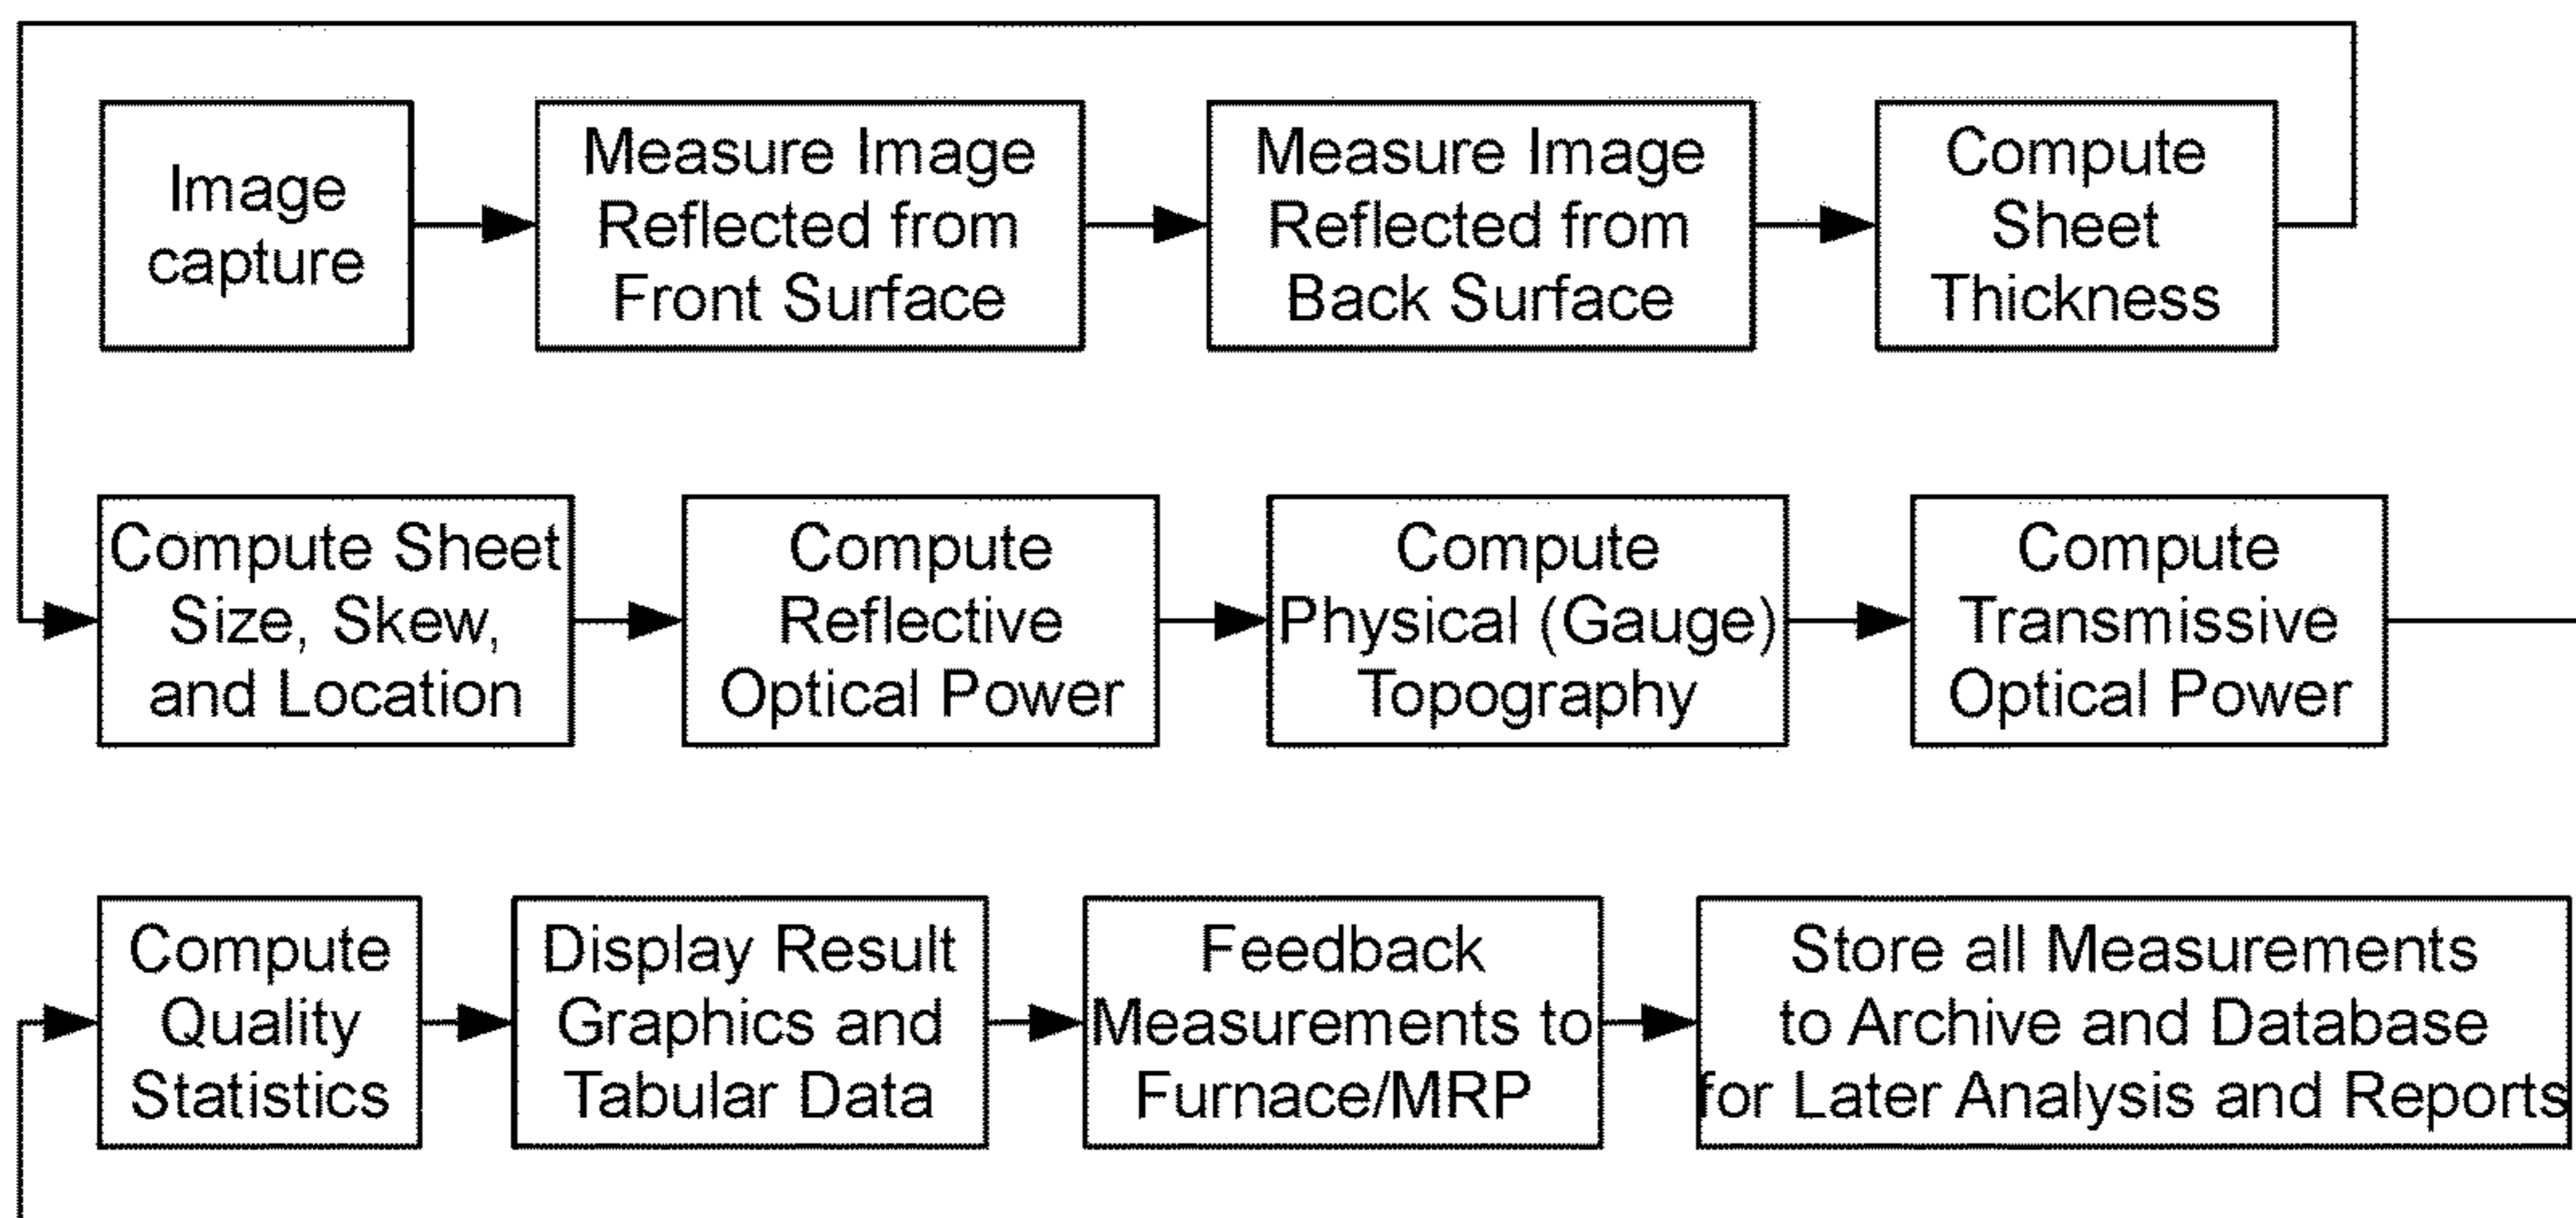 Image
capture
Measure Image
Reflected from
Front Surface
Measure Image
Reflected from
Back Surface
Compute
Sheet
Thickness
Compute Sheet
Size, Skew,
and Location
Compute
Reflective
Optical Power
Compute
Physical (Gauge)
Topography
Compute
Transmissive
Optical Power
Compute
Quality
Statistics
Display Result
Graphics and
Tabular Data
Feedback
Measurements to
Furnace/MRP
Store all Measurements
to Archive and Database
for Later Analysis and Reports